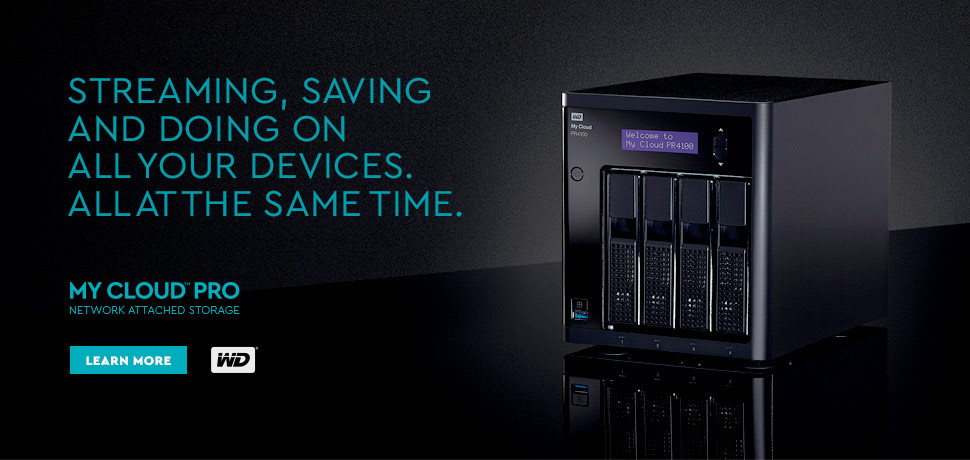 STREAMING, SAVING
AND DOING ON
ALL YOUR DEVICES.
ALL AT THE SAME TIME.
MY CLOUD™ PRO
NETWORK ATTACHED STORAGE
LEARN MORE
WD
WD
My Cloud
PR4100
Welcome to
My Cloud PR4100